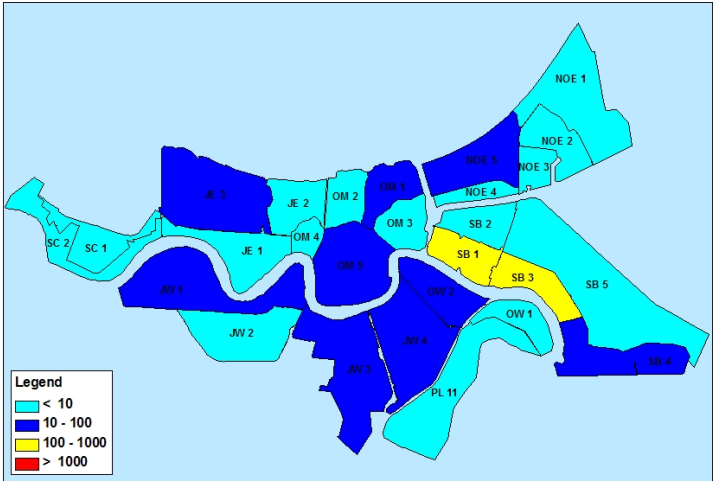 NOE 1
NOE 2
NOE 5
NOE 3
OM 1
JE 3
NOE 4
OM 2
JE 2
OM 3
SB 2
OM 4
SC 2
SC 1
JE 1
SB 1
OM 5
SB 3
SB 5
JW 1
OW 2
OW 1
JW 2
JW 4
SB 4
JW 3
PL 11
Legend
< 10
10 - 100
100 - 1000
> 1000